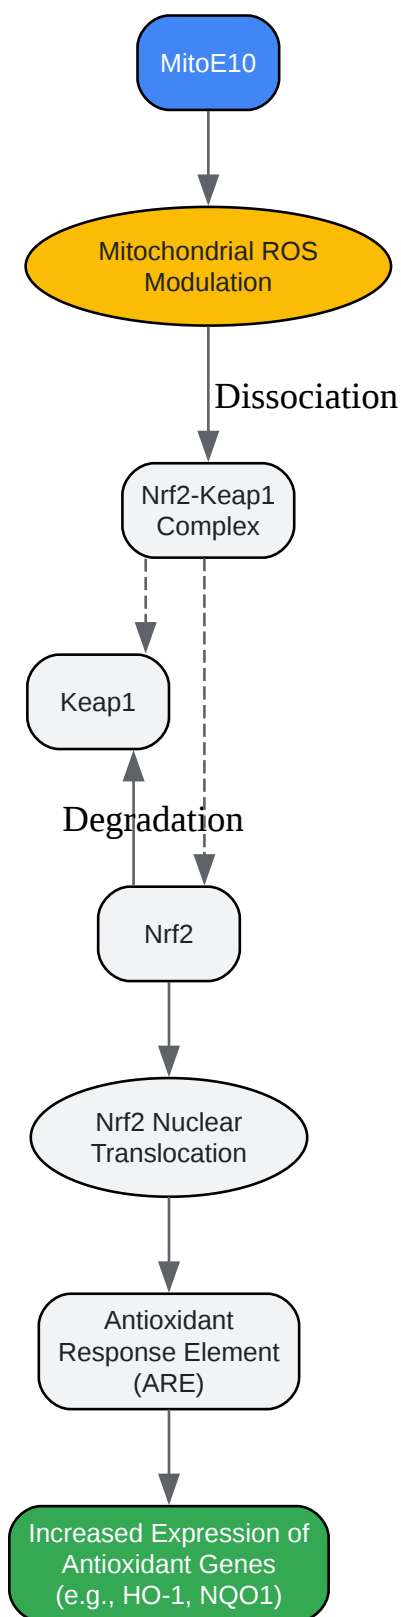 MitoE10
Mitochondrial ROS
Modulation
Dissociation
Nrf2-Keap1
Complex
Keap1
Degradation
Nrf2
Nrf2 Nuclear
Translocation
Antioxidant
Response Element
(ARE)
Increased Expression of
Antioxidant Genes
(e.g., HO-1, NQO1)